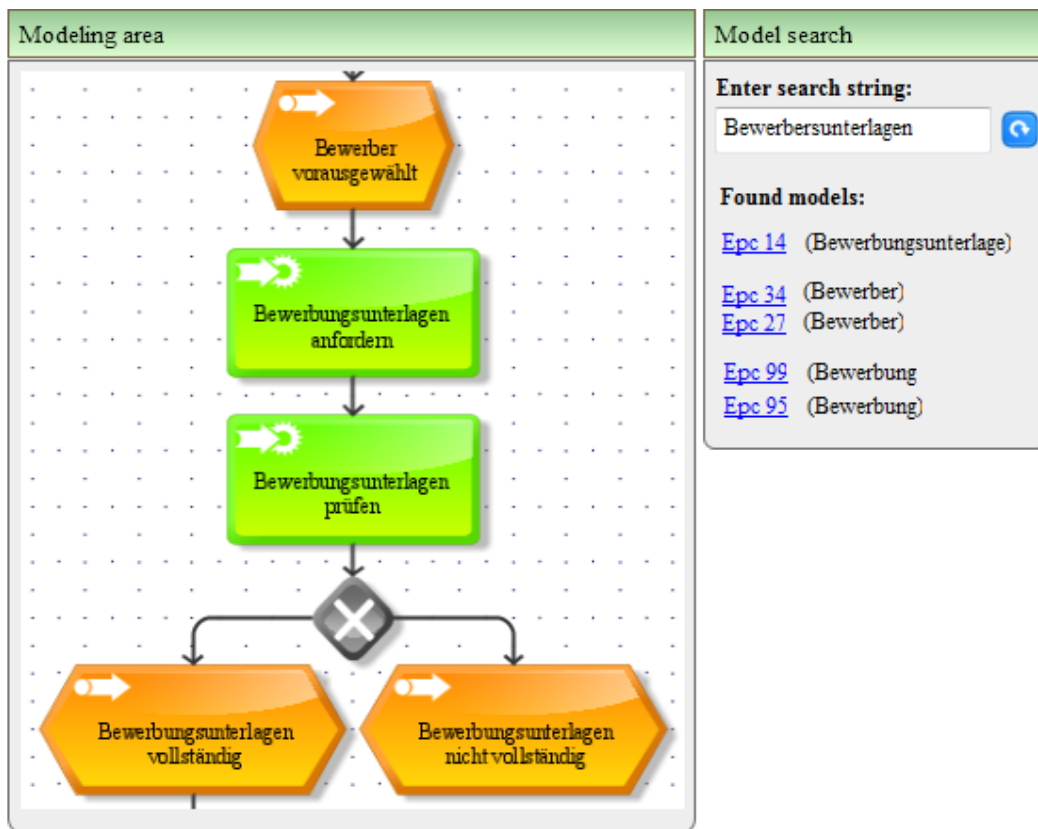 Modeling area
Bewerber
vorausgewählt
Bewerbungsunterlagen
anfordern
Bewerbungsunterlagen
prüfen
Bewerbungsunterlagen
vollständig
Bewerbungsunterlagen
nicht vollständig
Model search
Enter search string:
Bewerbersunterlagen
Found models:
Epc 14 (Bewerbungsunterlage)
Epc 34 (Bewerber)
Epc 27 (Bewerber)
Epc 99 (Bewerbung
Epc 95 (Bewerbung)